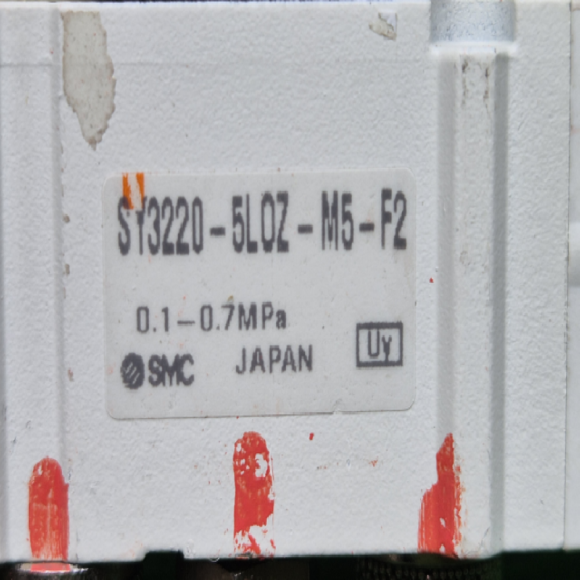 SY3220-5LOZ-M5-F2
0.1-0.7MPa
SMC JAPAN Uy